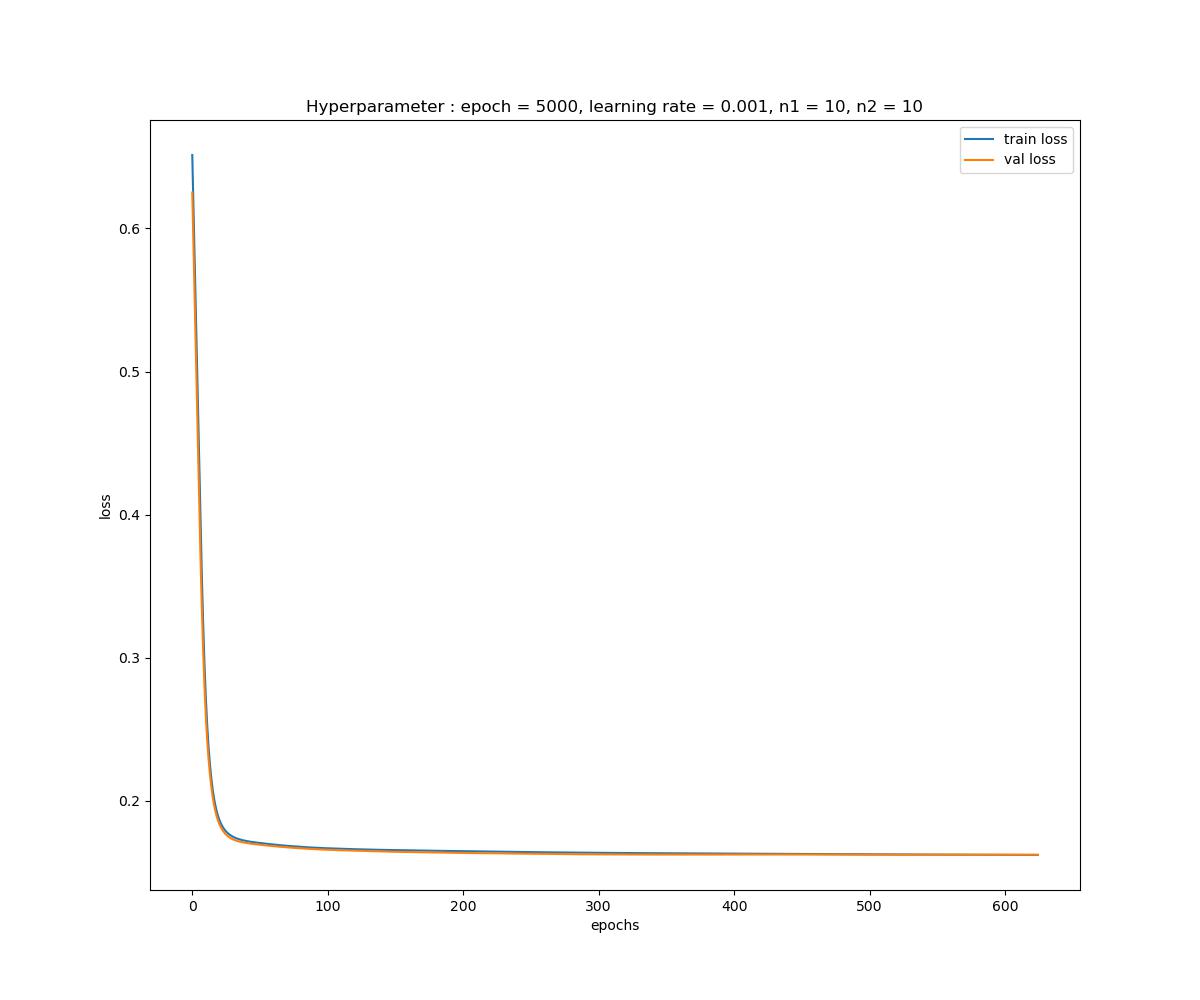 Hyperparameter : epoch = 5000, learning rate = 0.001, n1 = 10, n2 = 10
train loss
val loss
0.6
0.5
0.4
0.3
0.2
loss
0 100 200 300 400 500 600
epochs